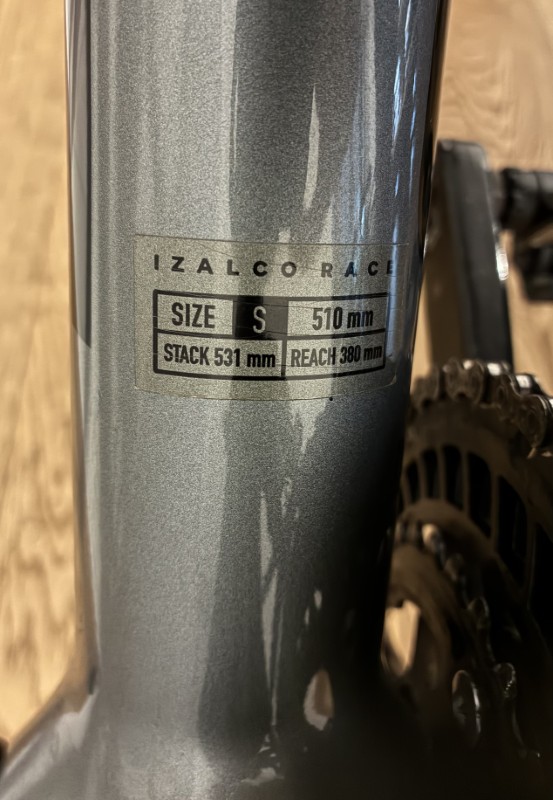 IZALCO RACE
SIZE S 510 mm
STACK 531 mm REACH 380 mm